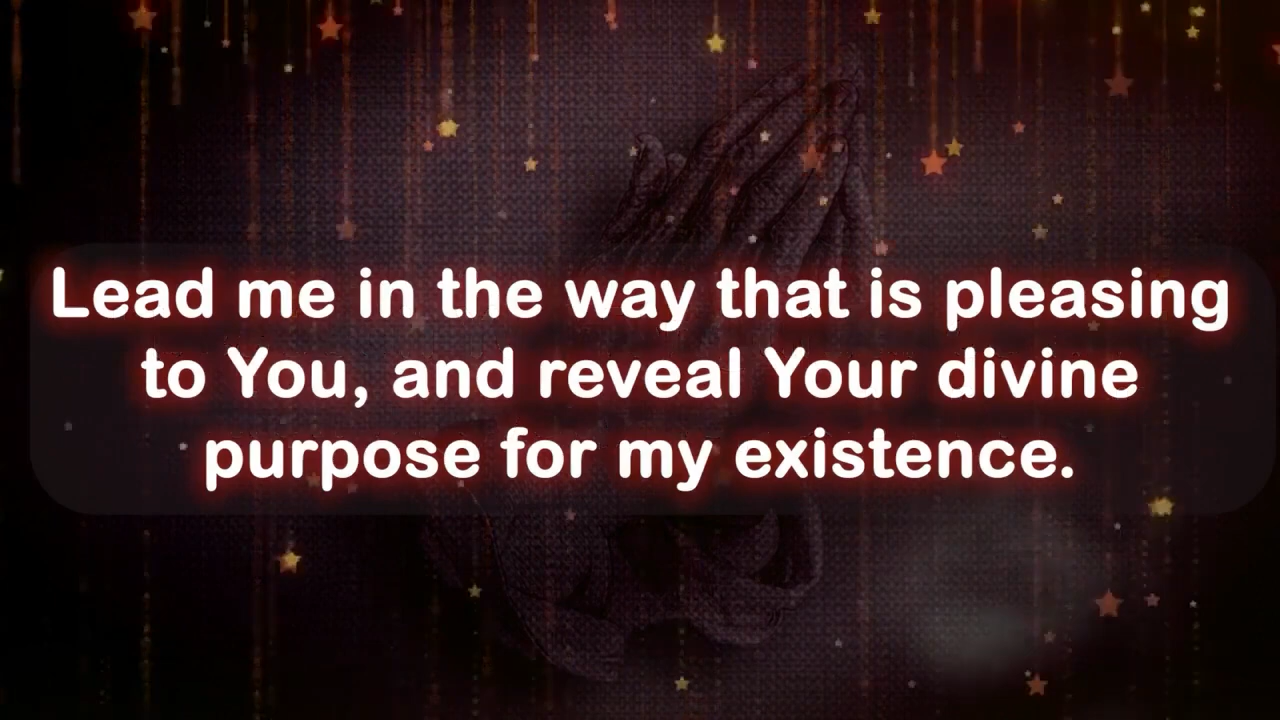 Lead me in the way that is pleasing
to You, and reveal Your divine
purpose for my existence.